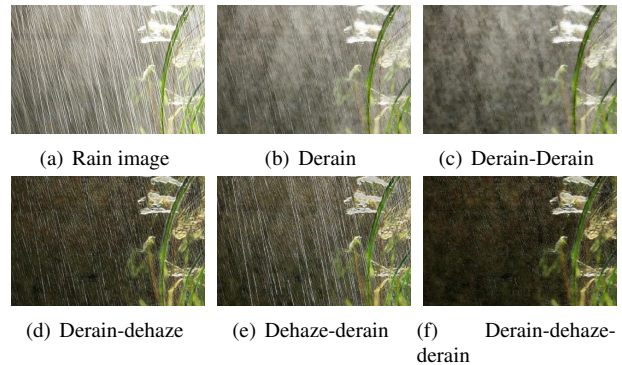 (a) Rain image
(b) Derain
(c) Derain-Derain
(d) Derain-dehaze
(e) Dehaze-derain
(f) Derain-dehaze-
derain